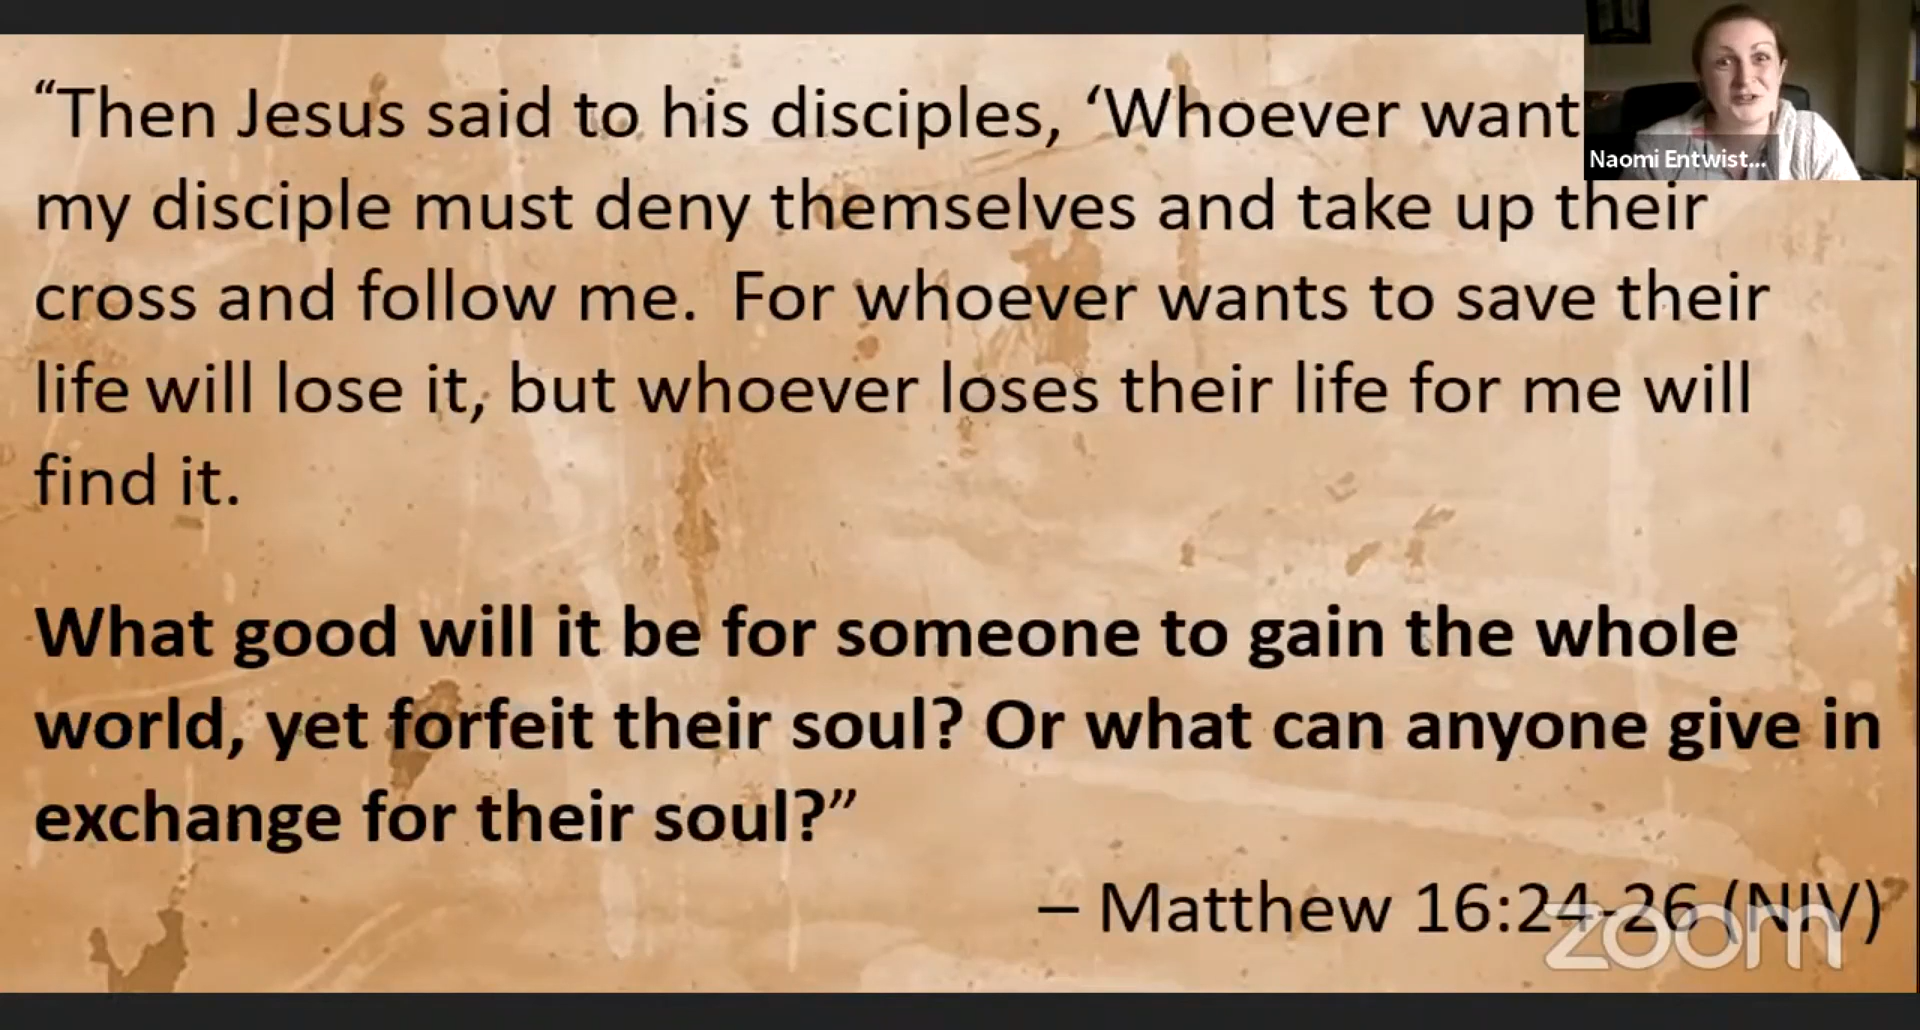 “Then Jesus said to his disciples, ‘Whoever want
Naomi Entwist...
my disciple must deny themselves and take up their
cross and follow me. For whoever wants to save their
life will lose it, but whoever loses their life for me will
find it.
What good will it be for someone to gain the whole
world, yet forfeit their soul? Or what can anyone give in
exchange for their soul?”
– Matthew 16:24-26 (NIV)
zoom